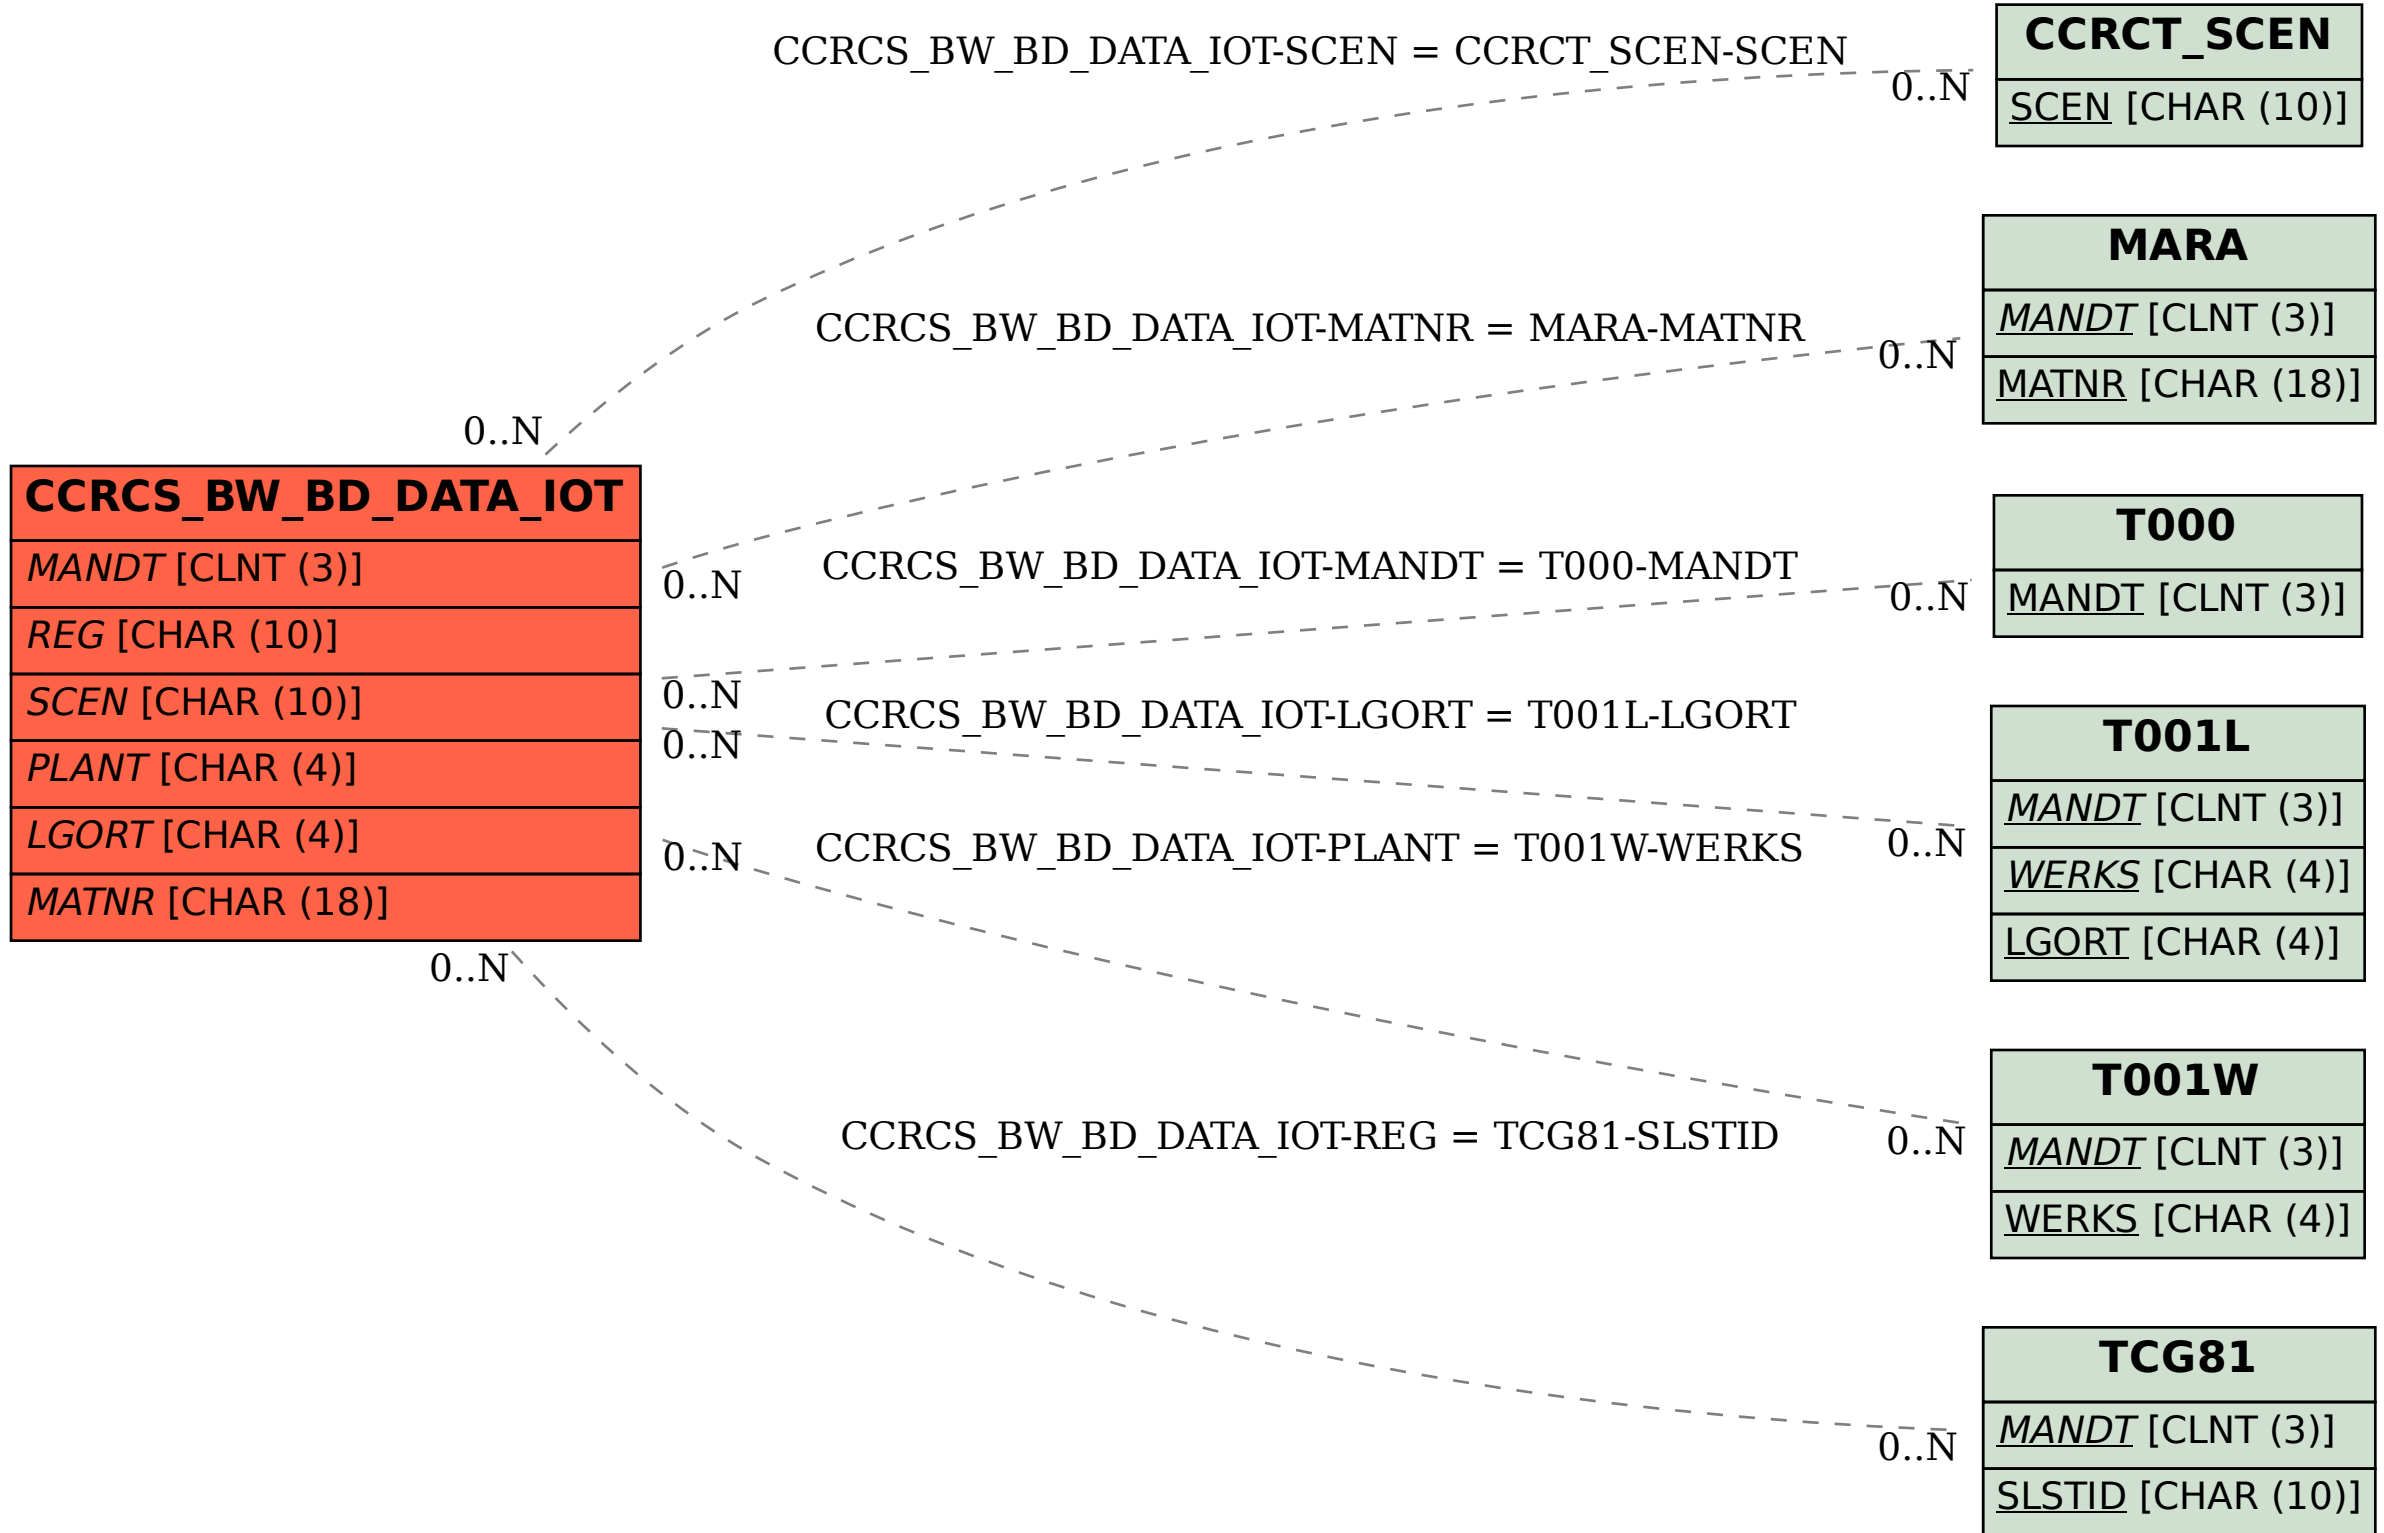 CCRCT_SCEN
SCEN [CHAR (10)]
CCRCS_BW_BD_DATA_IOT-SCEN = CCRCT_SCEN-SCEN
0..N
MARA
MANDT [CLNT (3)]
MATNR [CHAR (18)]
CCRCS_BW_BD_DATA_IOT-MATNR = MARA-MATNR
0..N
0..N
CCRCS_BW_BD_DATA_IOT
MANDT [CLNT (3)]
REG [CHAR (10)]
SCEN [CHAR (10)]
PLANT [CHAR (4)]
LGORT [CHAR (4)]
MATNR [CHAR (18)]
0..N
CCRCS_BW_BD_DATA_IOT-MANDT = T000-MANDT
0..N
T000
MANDT [CLNT (3)]
0..N
CCRCS_BW_BD_DATA_IOT-LGORT = T001L-LGORT
0..N
T001L
MANDT [CLNT (3)]
WERKS [CHAR (4)]
LGORT [CHAR (4)]
0..N
CCRCS_BW_BD_DATA_IOT-PLANT = T001W-WERKS
0..N
0..N
T001W
MANDT [CLNT (3)]
WERKS [CHAR (4)]
0..N
CCRCS_BW_BD_DATA_IOT-REG = TCG81-SLSTID
0..N
TCG81
MANDT [CLNT (3)]
SLSTID [CHAR (10)]